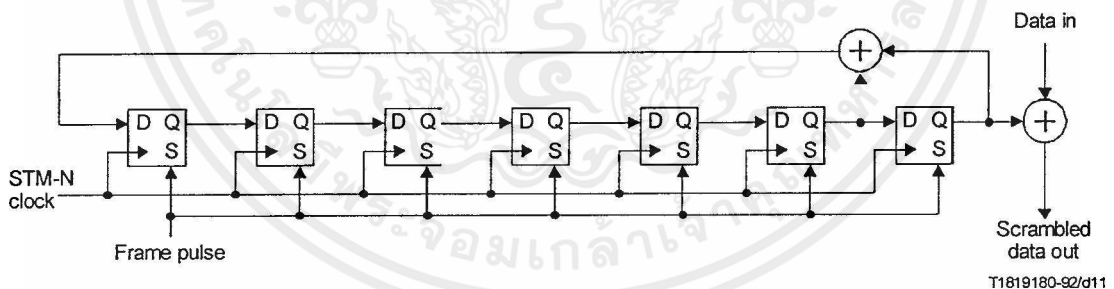 Data in
D Q D Q D Q D Q D Q D Q D Q
S S S S S S S
STM-N
clock
Frame pulse
Scrambled
data out
T1819180-92/d11